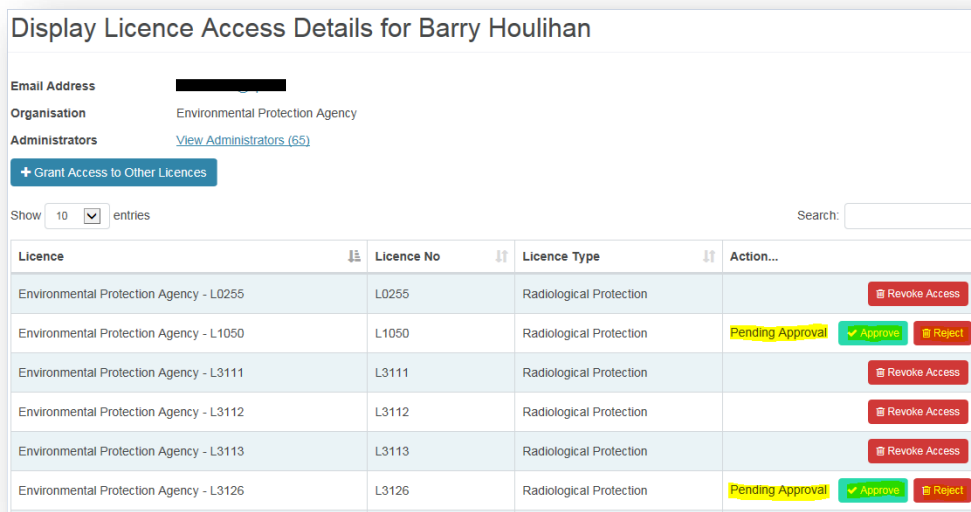 Display Licence Access Details for Barry Houlihan
Email Address
Organisation Environmental Protection Agency
Administrators View Administrators (65)
+ Grant Access to Other Licences
Show 10 entries Search:
Licence Licence No Licence Type Action...
Environmental Protection Agency - L0255 L0255 Radiological Protection Revoke Access
Environmental Protection Agency - L1050 L1050 Radiological Protection Pending Approval Approve Reject
Environmental Protection Agency - L3111 L3111 Radiological Protection Revoke Access
Environmental Protection Agency - L3112 L3112 Radiological Protection Revoke Access
Environmental Protection Agency - L3113 L3113 Radiological Protection Revoke Access
Environmental Protection Agency - L3126 L3126 Radiological Protection Pending Approval Approve Reject